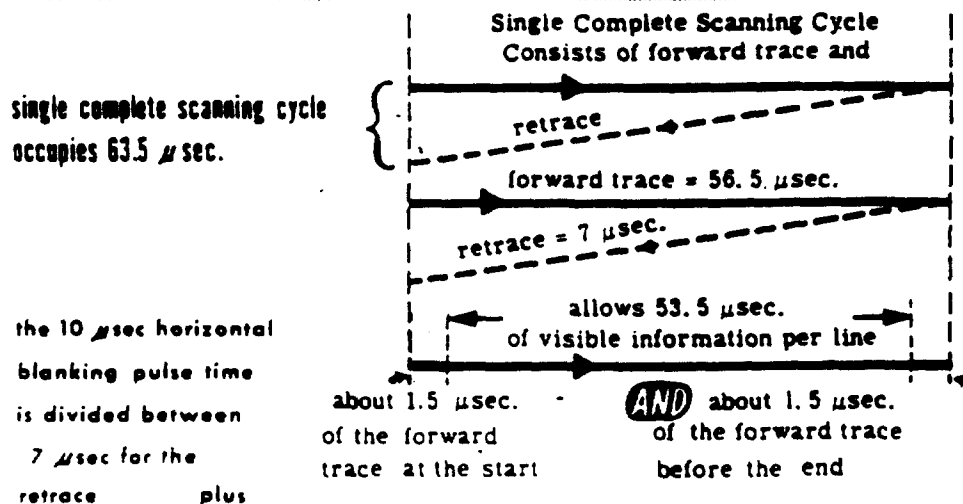 Single Complete Scanning Cycle
Consists of forward trace and
single complete scanning cycle
occupies 63.5 μ sec.
retrace
forward trace = 56.5 μsec.
retrace = 7 μsec.
allows 53.5 μsec.
of visible information per line
the 10 μsec horizontal
blanking pulse time
is divided between
7 μsec for the
retrace plus
about 1.5 μsec.
of the forward
trace at the start
AND about 1.5 μsec.
of the forward trace
before the end